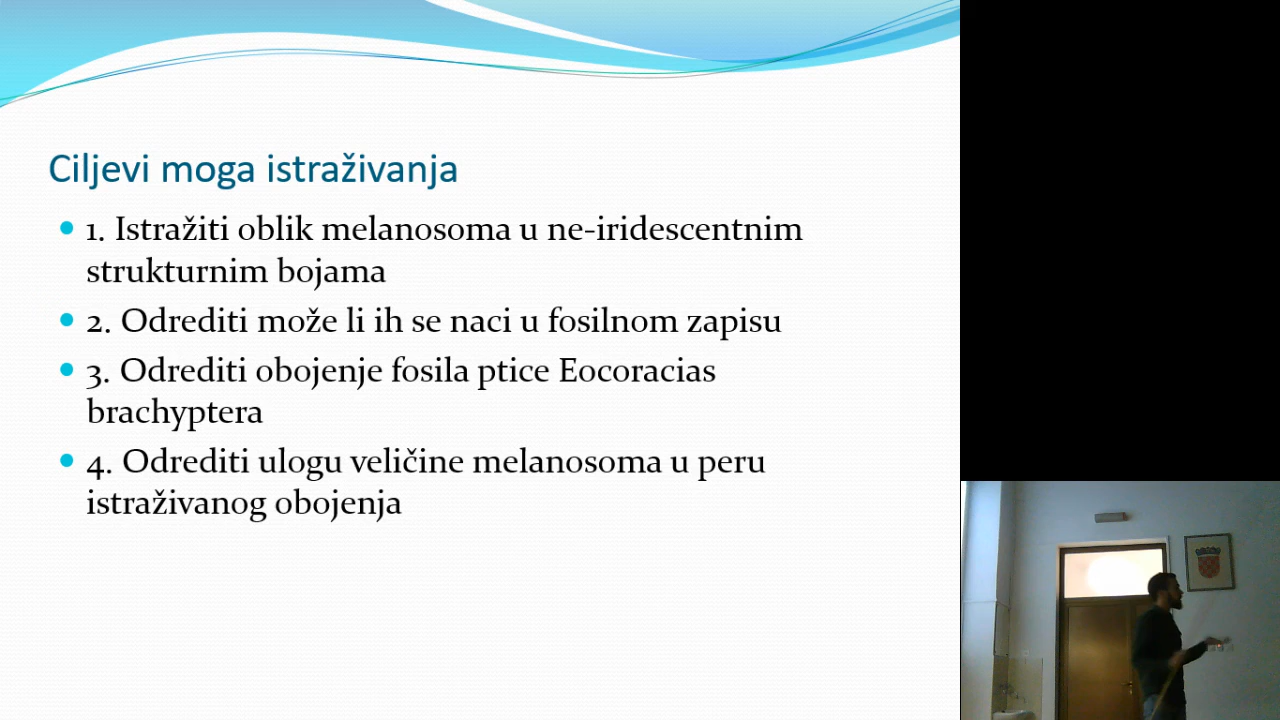 Ciljevi moga istraživanja
1. Istražiti oblik melanosoma u ne-iridescentnim
strukturnim bojama
2. Odrediti može li ih se naci u fosilnom zapisu
3. Odrediti obojenje fosila ptice Eocoracias
brachyptera
4. Odrediti ulogu veličine melanosoma u peru
istraživanog obojenja